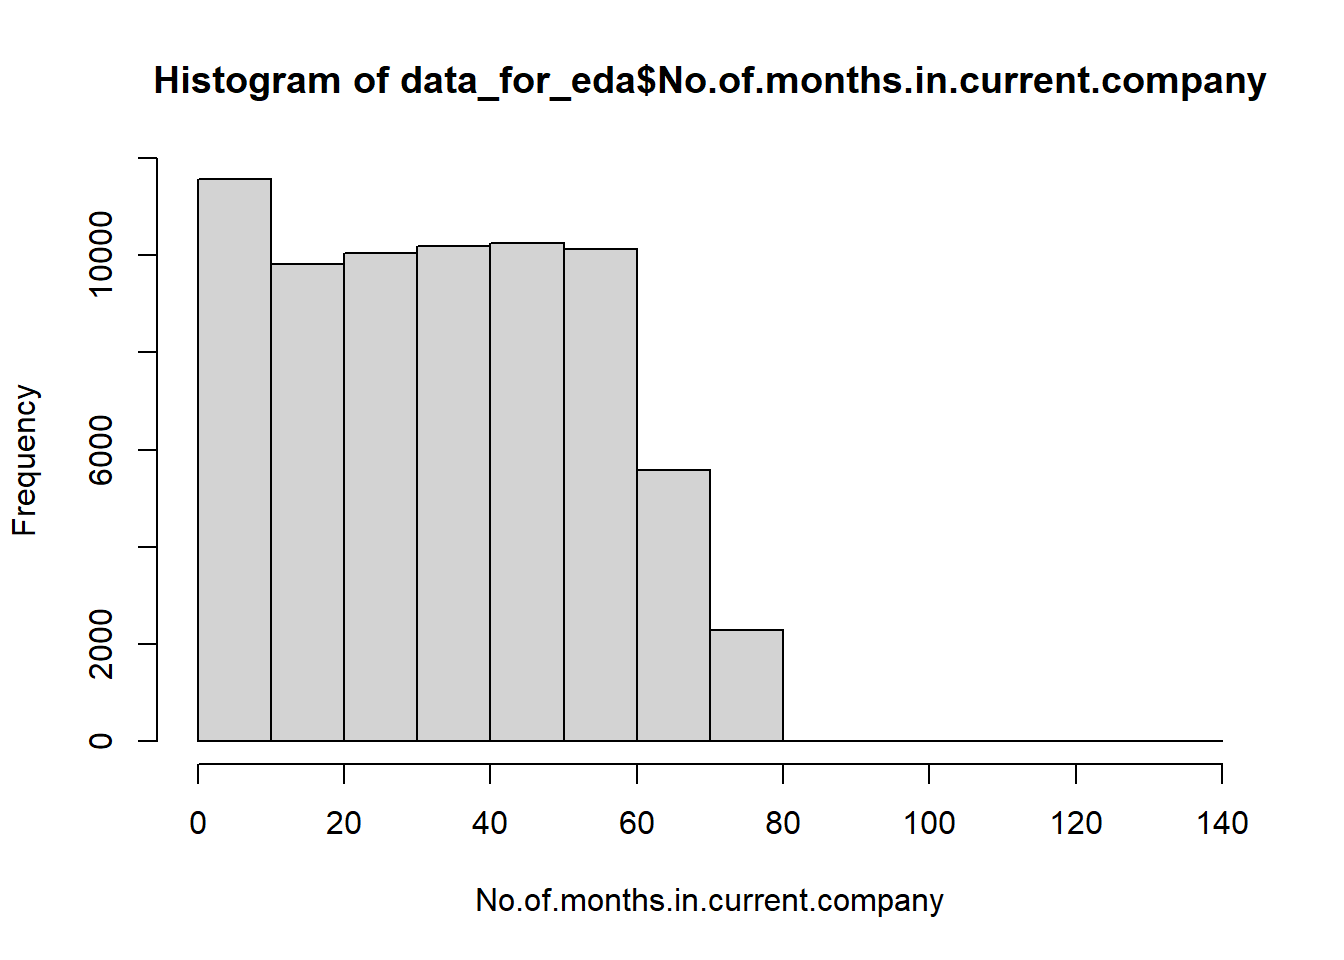 Histogram of data_for_eda$No.of.months.in.current.company
Frequency
10000
6000
2000
0
0 20 40 60 80 100 120 140
No.of.months.in.current.company